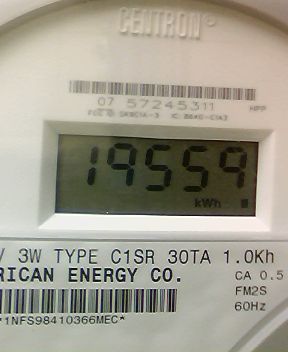 CENTRON®
07 57245311 HPP
19559
kWh
V 3W TYPE C1SR 30TA 1.0Kh
RICAN ENERGY CO. CA 0.5
FM2S
60Hz
*1NFS98410366MEC*